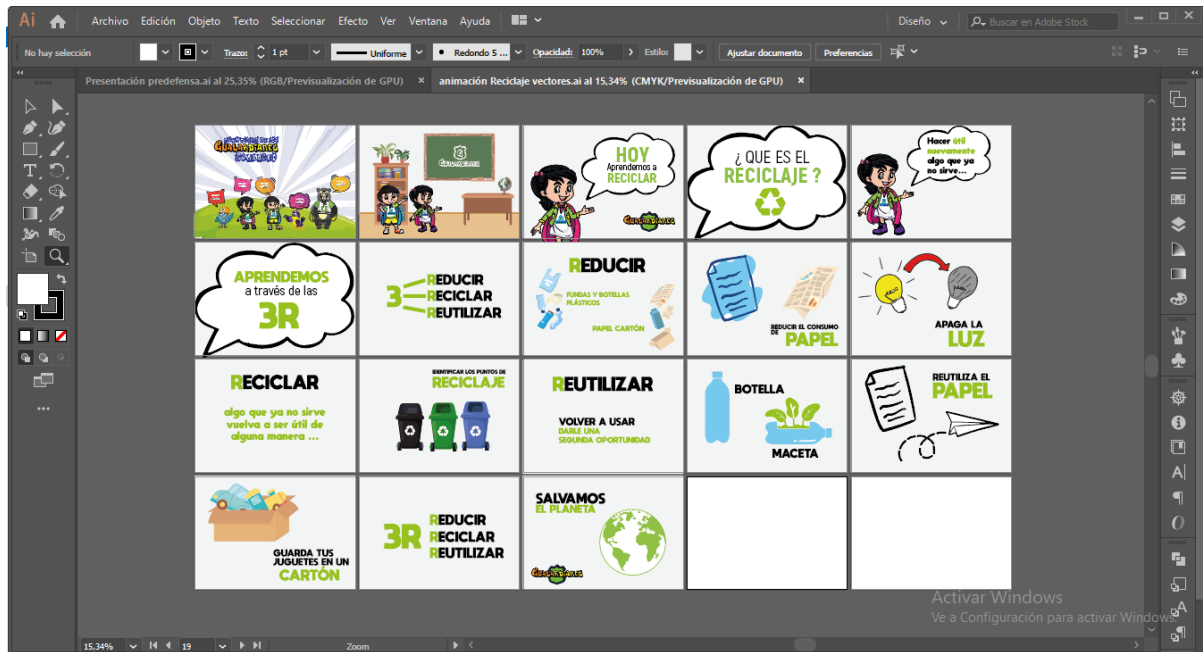 Ai
Archivo Edición Objeto Texto Seleccionar Efecto Ver Ventana Ayuda
Diseño
Buscar en Adobe Stock
No hay selección
Trazo: 1 pt
Uniforme
Redondo 5 ...
Opacidad: 100%
Estilo:
Ajustar documento
Preferencias
Presentación predefensa.ai al 25,35% (RGB/Previsualización de GPU) ×
animación Reciclaje vectores.ai al 15,34% (CMYK/Previsualización de GPU) ×
HOY
Aprendemos a
RECICLAR
¿ QUE ES EL
RECICLAJE ?
Hacer útil
nuevamente
algo que ya
no sirve...
APRENDEMOS
a través de las
3R
3
REDUCIR
RECICLAR
REUTILIZAR
REDUCIR
FUNDAS Y BOTELLAS
PLÁSTICOS
PAPEL CARTÓN
REDUCIR EL CONSUMO
DE PAPEL
APAGA LA
LUZ
RECICLAR
algo que ya no sirve
vuelva a ser útil de
alguna manera ...
IDENTIFICAR LOS PUNTOS DE
RECICLAJE
REUTILIZAR
VOLVER A USAR
DARLE UNA
SEGUNDA OPORTUNIDAD
BOTELLA
MACETA
REUTILIZA EL
PAPEL
GUARDA TUS
JUGUETES EN UN
CARTÓN
3R
REDUCIR
RECICLAR
REUTILIZAR
SALVAMOS
EL PLANETA
Activar Windows
Ve a Configuración para activar Windows.
15,34%
19
Zoom